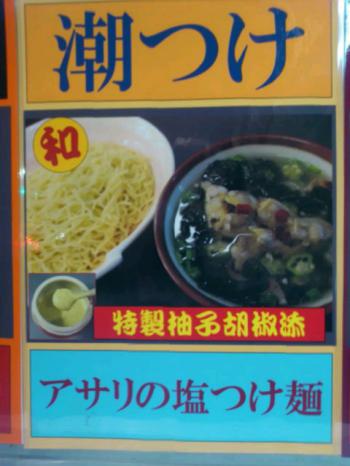 潮つけ
和
特製柚子胡椒添
アサリの塩つけ麺